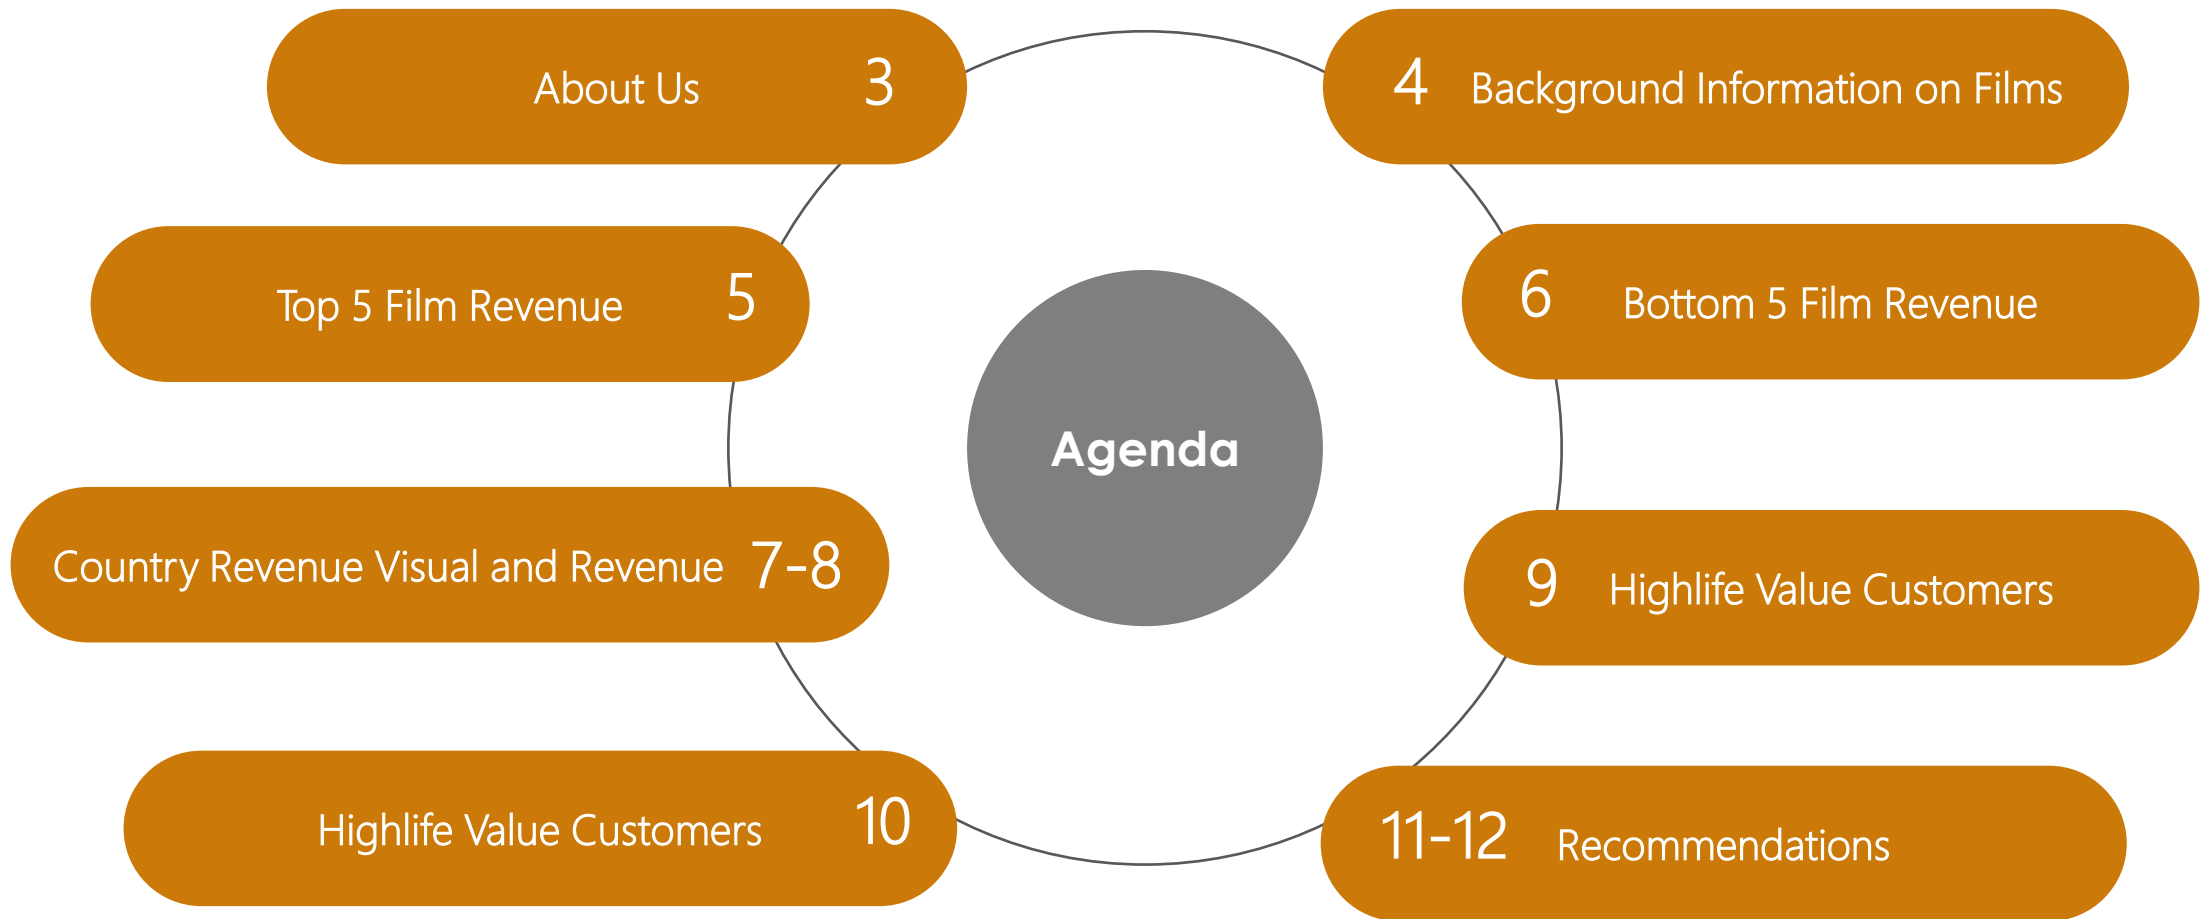 About Us 3
4 Background Information on Films
Top 5 Film Revenue 5
6 Bottom 5 Film Revenue
Agenda
Country Revenue Visual and Revenue 7-8
9 Highlife Value Customers
Highlife Value Customers 10
11-12 Recommendations